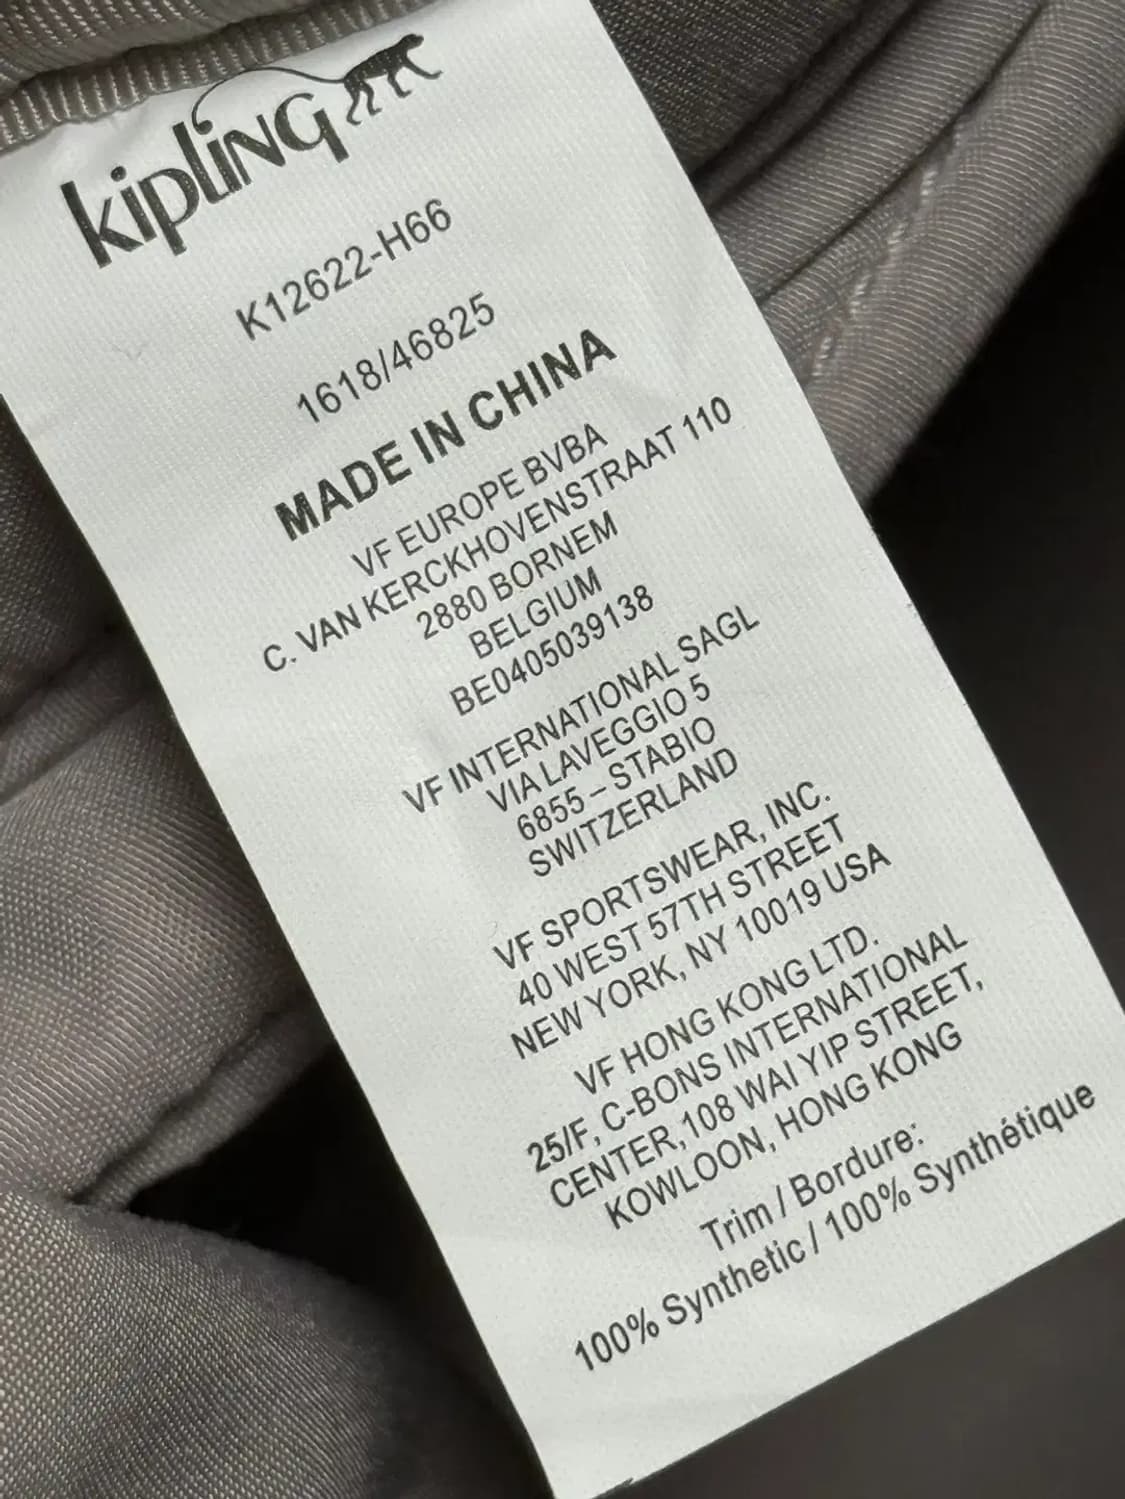 kipling
K12622-H66
1618/46825
MADE IN CHINA
VF EUROPE BVBA
C. VAN KERCKHOVENSTRAAT 110
2880 BORNEM
BELGIUM
BE0405039138
VF INTERNATIONAL SAGL
VIA LAVEGGIO 5
6855 – STABIO
SWITZERLAND
VF SPORTSWEAR, INC.
40 WEST 57TH STREET
NEW YORK, NY 10019 USA
VF HONG KONG LTD.
25/F, C-BONS INTERNATIONAL
CENTER,108 WAI YIP STREET,
KOWLOON, HONG KONG
Trim / Bordure:
100% Synthetic / 100% Synthétique